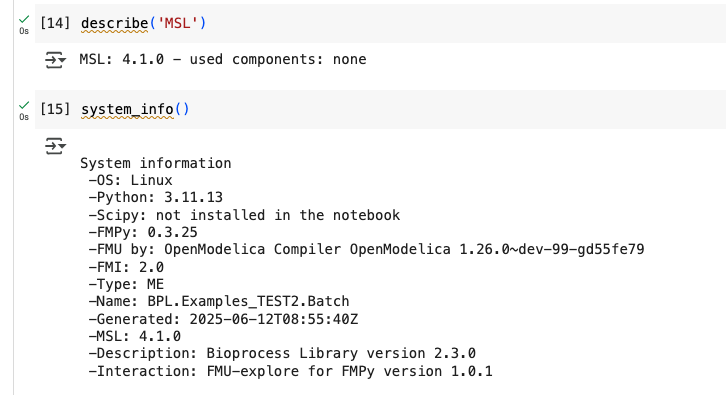 [14] describe('MSL')
0s
MSL: 4.1.0 – used components: none
[15] system_info()
0s
System information
-OS: Linux
-Python: 3.11.13
-Scipy: not installed in the notebook
-FMPy: 0.3.25
-FMU by: OpenModelica Compiler OpenModelica 1.26.0~dev-99-gd55fe79
-FMI: 2.0
-Type: ME
-Name: BPL.Examples_TEST2.Batch
-Generated: 2025-06-12T08:55:40Z
-MSL: 4.1.0
-Description: Bioprocess Library version 2.3.0
-Interaction: FMU-explore for FMPy version 1.0.1